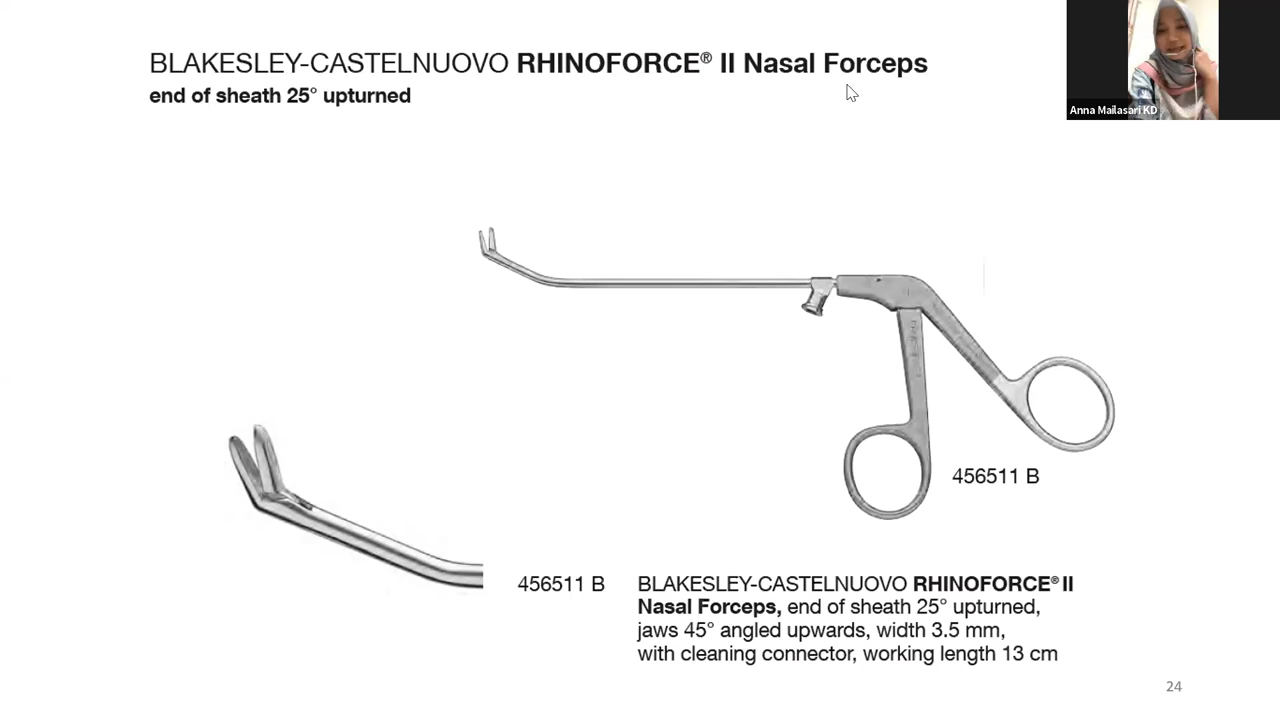 BLAKESLEY-CASTELNUOVO RHINOFORCE® II Nasal Forceps
end of sheath 25° upturned
Anna Mailasari KD
456511 B
456511 B
BLAKESLEY-CASTELNUOVO RHINOFORCE® II
Nasal Forceps, end of sheath 25° upturned,
jaws 45° angled upwards, width 3.5 mm,
with cleaning connector, working length 13 cm
24